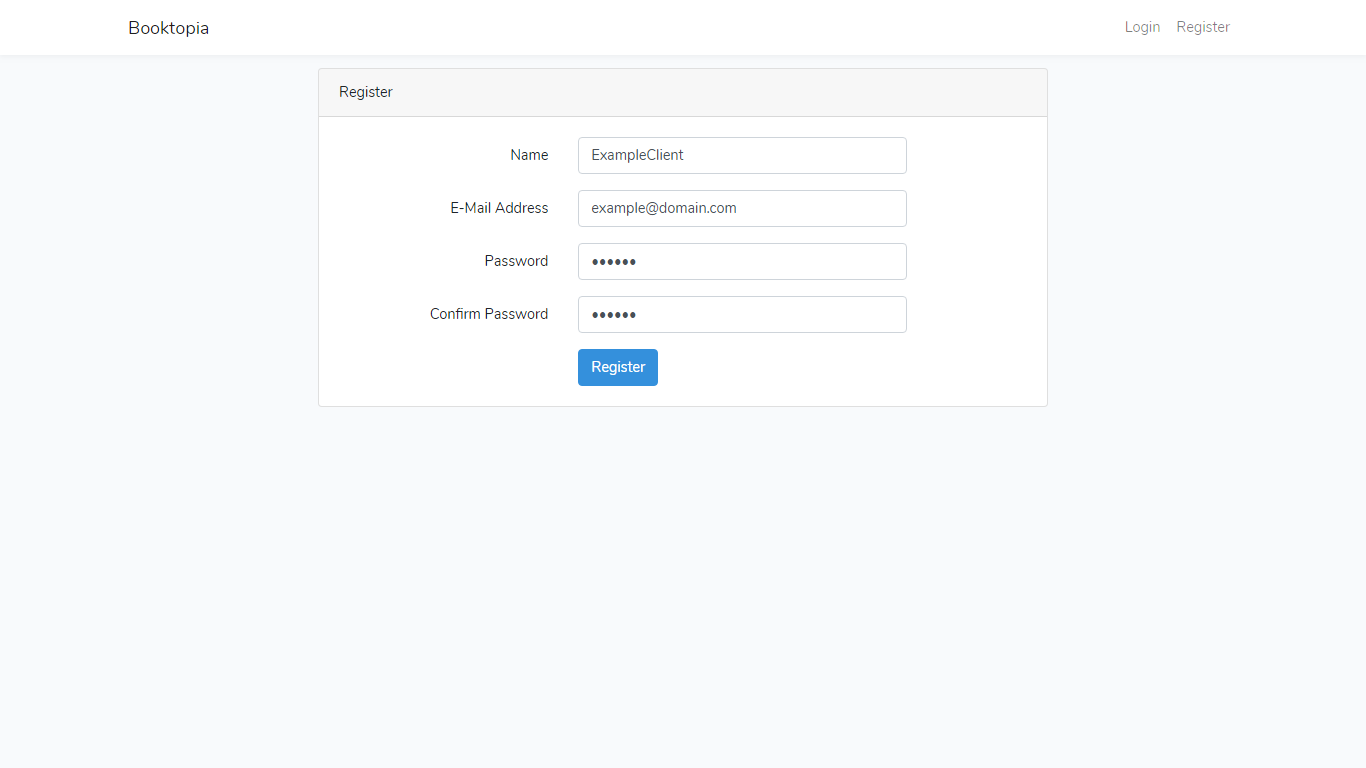 Booktopia
Login Register
Register
Name ExampleClient
E-Mail Address example@domain.com
Password ••••••
Confirm Password ••••••
Register